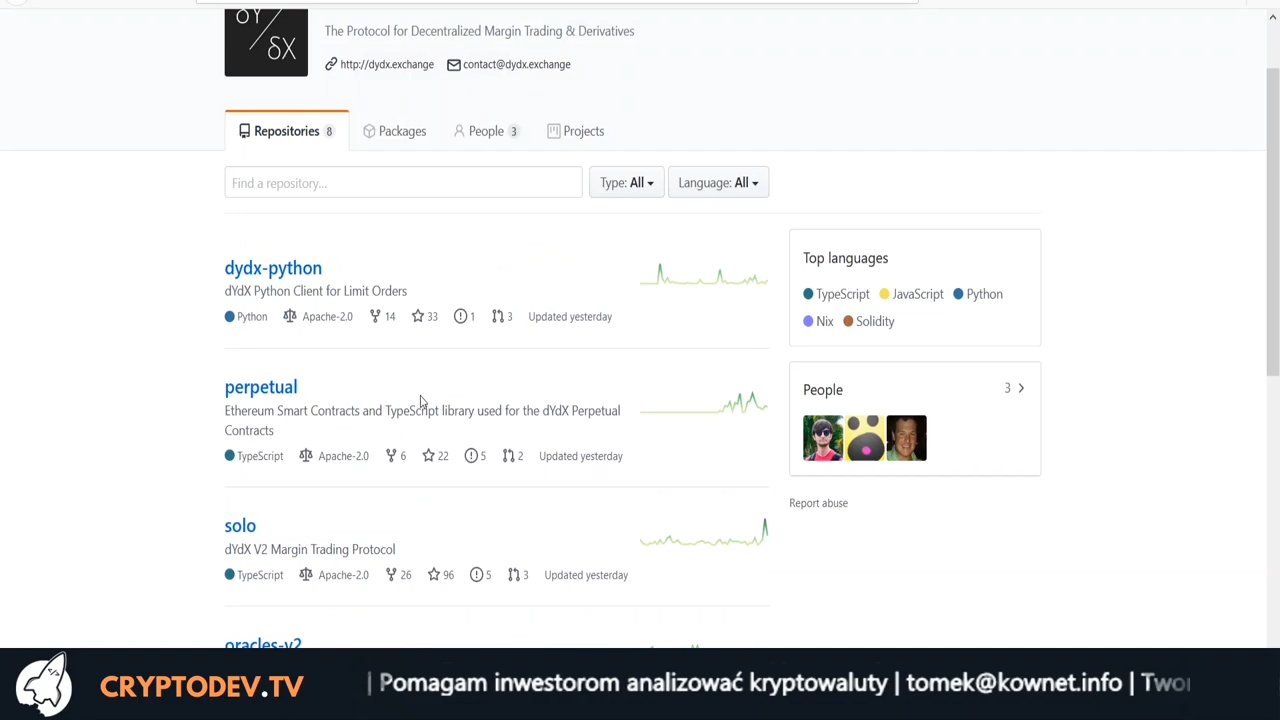 δY/δX
The Protocol for Decentralized Margin Trading & Derivatives
http://dydx.exchange contact@dydx.exchange
Repositories 8 Packages People 3 Projects
Find a repository... Type: All Language: All
dydx-python
dYdX Python Client for Limit Orders
Python Apache-2.0 14 33 1 3 Updated yesterday
perpetual
Ethereum Smart Contracts and TypeScript library used for the dYdX Perpetual
Contracts
TypeScript Apache-2.0 6 22 5 2 Updated yesterday
solo
dYdX V2 Margin Trading Protocol
TypeScript Apache-2.0 26 96 5 3 Updated yesterday
oracles-v2
Top languages
TypeScript JavaScript Python
Nix Solidity
People 3
Report abuse
CRYPTODEV.TV | Pomagam inwestorom analizować kryptowaluty | tomek@kownet.info |